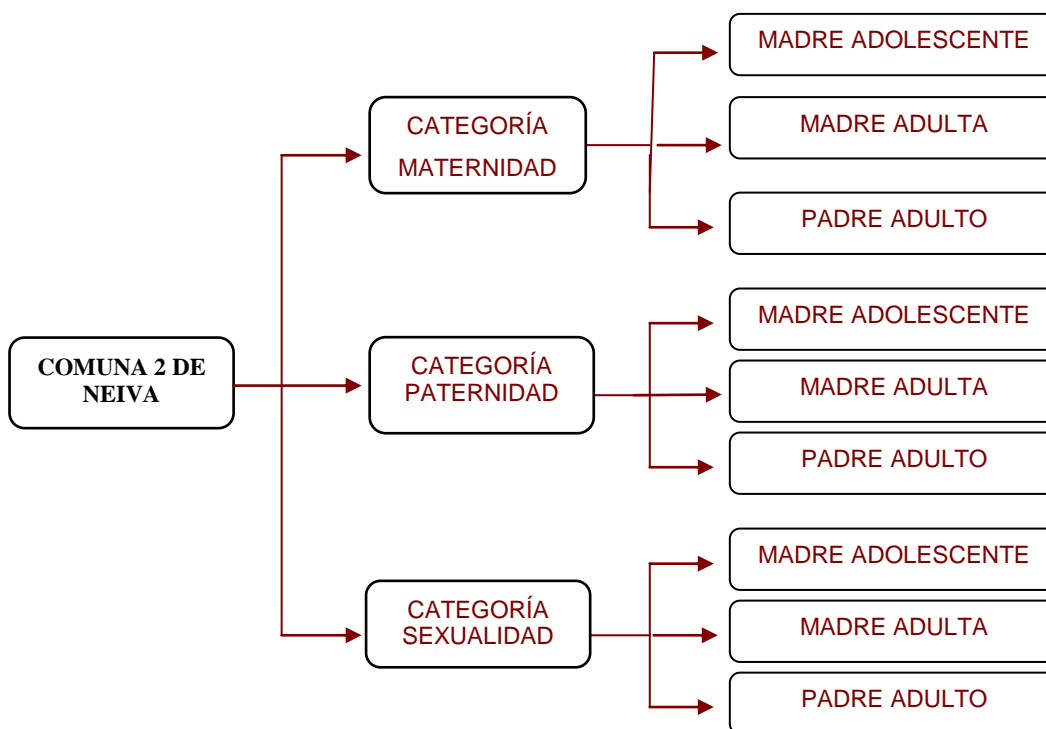 MADRE ADOLESCENTE
CATEGORÍA
MATERNIDAD
MADRE ADULTA
PADRE ADULTO
COMUNA 2 DE
NEIVA
CATEGORÍA
PATERNIDAD
MADRE ADOLESCENTE
MADRE ADULTA
PADRE ADULTO
CATEGORÍA
SEXUALIDAD
MADRE ADOLESCENTE
MADRE ADULTA
PADRE ADULTO